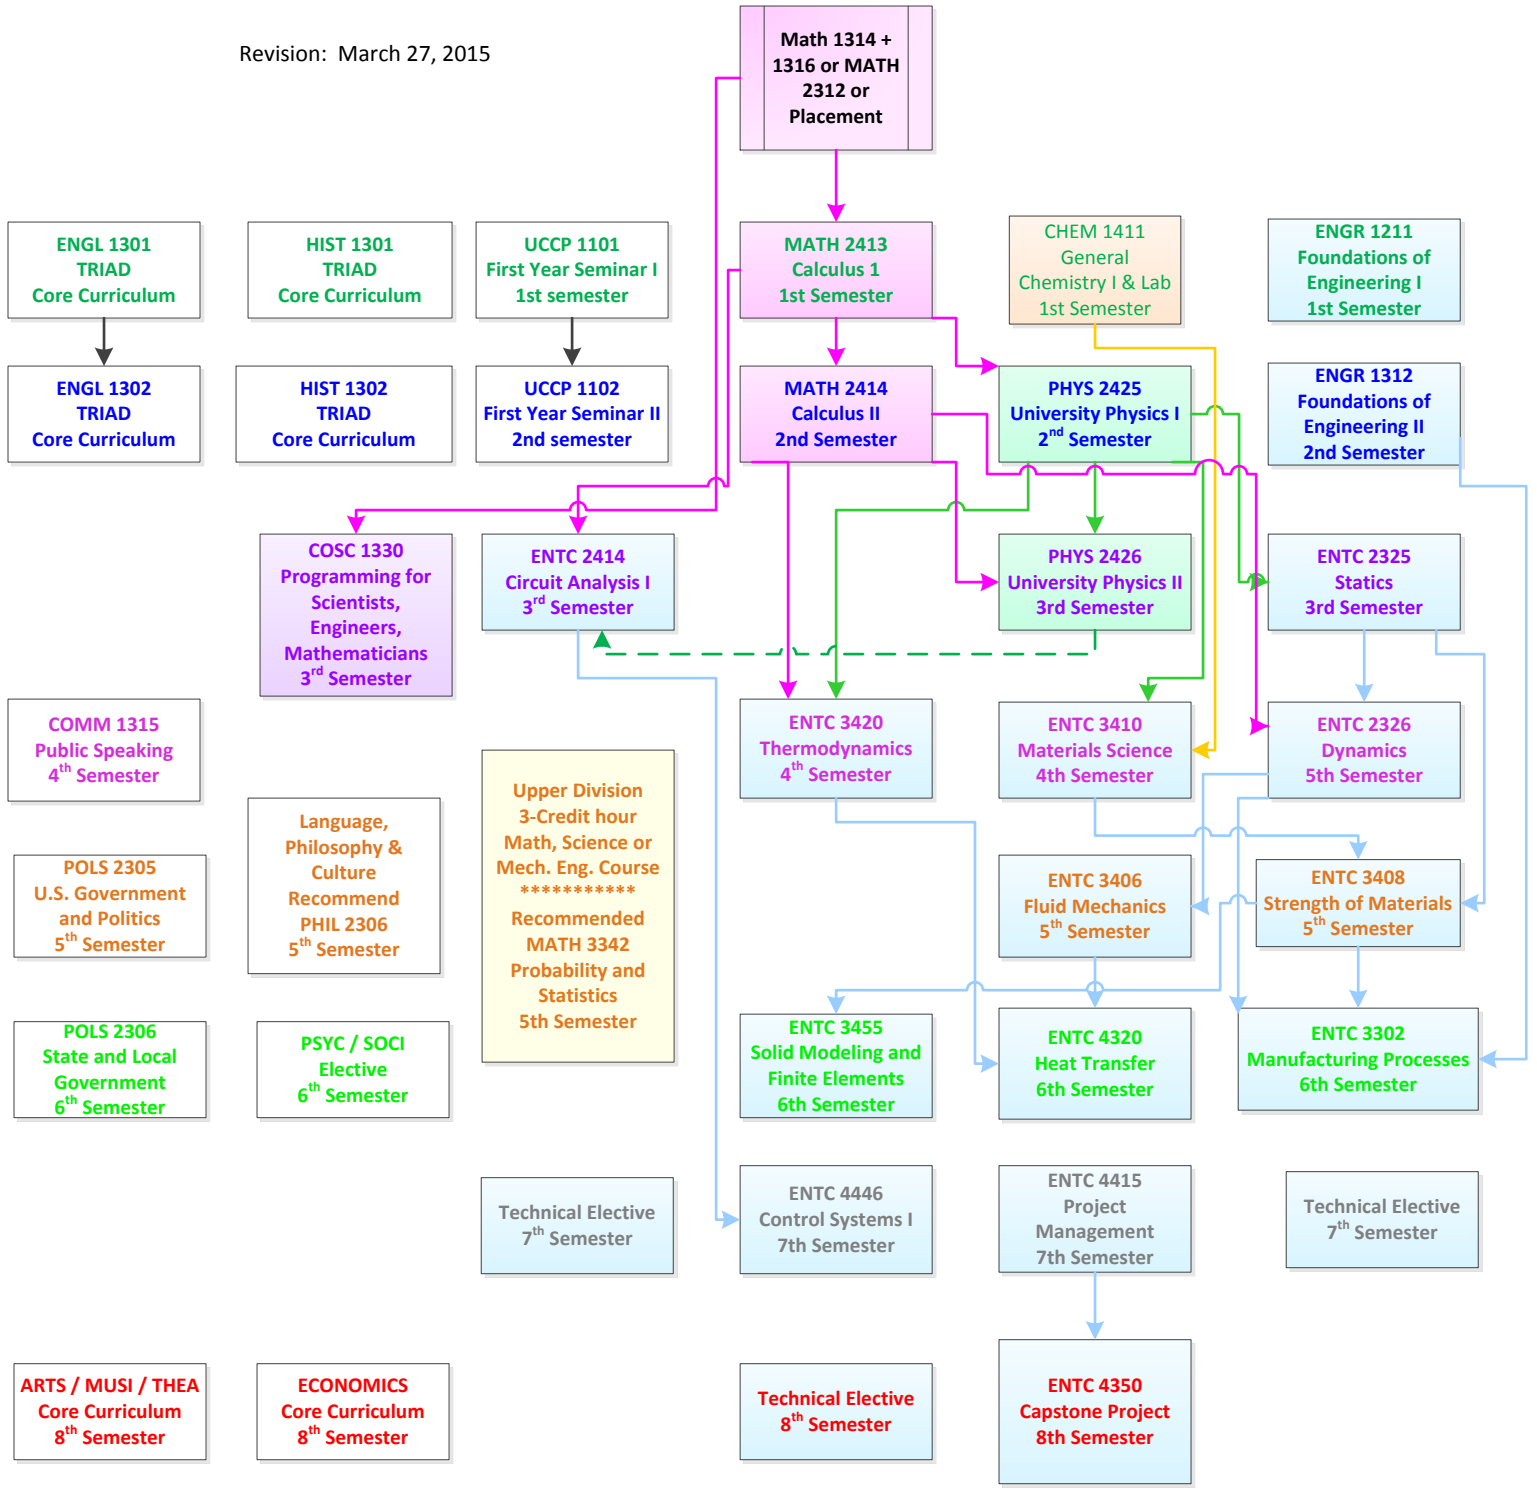 Revision:  March 27, 2015
Math 1314 +
1316 or MATH
2312 or
Placement
ENGL 1301
TRIAD
Core Curriculum
HIST 1301
TRIAD
Core Curriculum
UCCP 1101
First Year Seminar I
1st semester
MATH 2413
Calculus 1
1st Semester
CHEM 1411
General
Chemistry I & Lab
1st Semester
ENGR 1211
Foundations of
Engineering I
1st Semester
ENGL 1302
TRIAD
Core Curriculum
HIST 1302
TRIAD
Core Curriculum
UCCP 1102
First Year Seminar II
2nd semester
MATH 2414
Calculus II
2nd Semester
PHYS 2425
University Physics I
2nd Semester
ENGR 1312
Foundations of
Engineering II
2nd Semester
COSC 1330
Programming for
Scientists,
Engineers,
Mathematicians
3rd Semester
ENTC 2414
Circuit Analysis I
3rd Semester
PHYS 2426
University Physics II
3rd Semester
ENTC 2325
Statics
3rd Semester
COMM 1315
Public Speaking
4th Semester
ENTC 3420
Thermodynamics
4th Semester
ENTC 3410
Materials Science
4th Semester
ENTC 2326
Dynamics
5th Semester
Upper Division
3-Credit hour
Math, Science or
Mech. Eng. Course
***********
Recommended
MATH 3342
Probability and
Statistics
5th Semester
Language,
Philosophy &
Culture
Recommend
PHIL 2306
5th Semester
POLS 2305
U.S. Government
and Politics
5th Semester
ENTC 3406
Fluid Mechanics
5th Semester
ENTC 3408
Strength of Materials
5th Semester
POLS 2306
State and Local
Government
6th Semester
PSYC / SOCI
Elective
6th Semester
ENTC 3455
Solid Modeling and
Finite Elements
6th Semester
ENTC 4320
Heat Transfer
6th Semester
ENTC 3302
Manufacturing Processes
6th Semester
Technical Elective
7th Semester
ENTC 4446
Control Systems I
7th Semester
ENTC 4415
Project
Management
7th Semester
Technical Elective
7th Semester
ARTS / MUSI / THEA
Core Curriculum
8th Semester
ECONOMICS
Core Curriculum
8th Semester
Technical Elective
8th Semester
ENTC 4350
Capstone Project
8th Semester